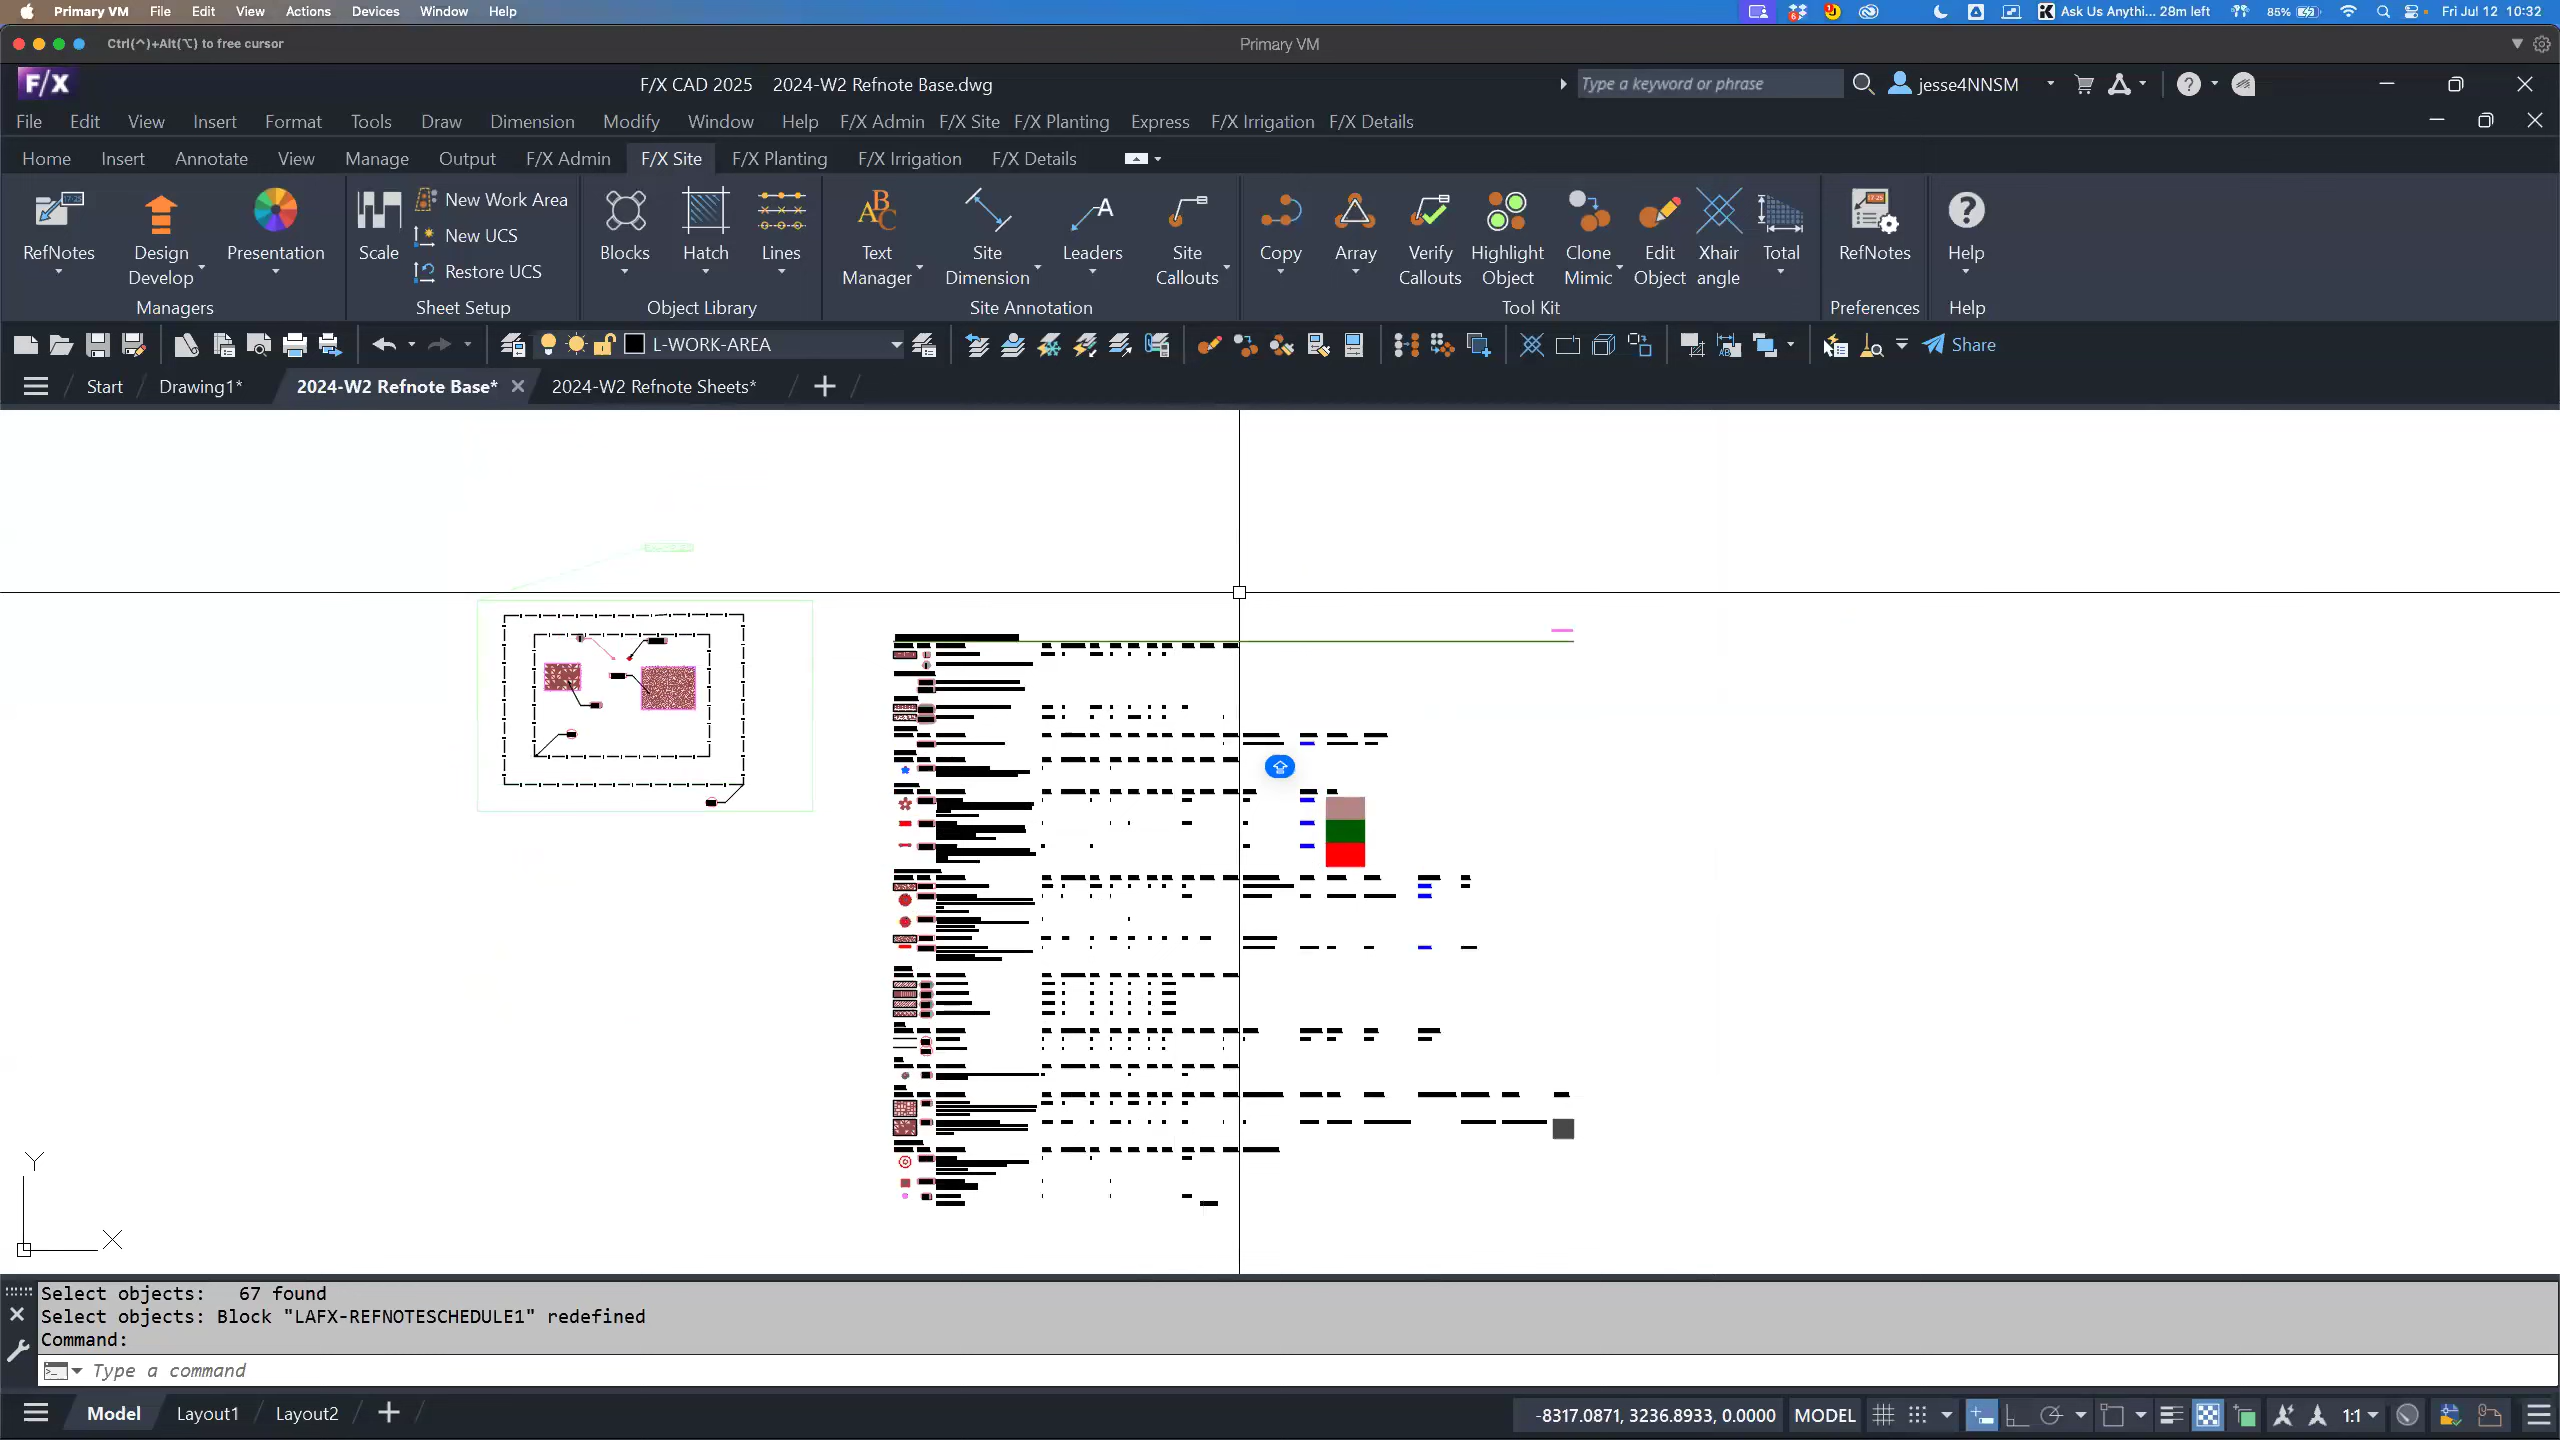 Primary VM File Edit View Actions Devices Window Help
Ask Us Anythi... 28m left 85% Fri Jul 12 10:32
Ctrl(^)+Alt(⌥) to free cursor Primary VM
F/X F/X CAD 2025 2024-W2 Refnote Base.dwg Type a keyword or phrase jesse4NNSM
File Edit View Insert Format Tools Draw Dimension Modify Window Help F/X Admin F/X Site F/X Planting Express F/X Irrigation F/X Details
Home Insert Annotate View Manage Output F/X Admin F/X Site F/X Planting F/X Irrigation F/X Details
RefNotes
Design
Develop
Presentation
Managers
Scale
New Work Area
New UCS
Restore UCS
Sheet Setup
Blocks
Hatch
Lines
Object Library
Text
Manager
Site
Dimension
Leaders
Site
Callouts
Site Annotation
Copy
Array
Verify
Callouts
Highlight
Object
Clone
Mimic
Edit
Object
Xhair
angle
Total
Tool Kit
RefNotes
Preferences
Help
Help
L-WORK-AREA Share
Start Drawing1* 2024-W2 Refnote Base* 2024-W2 Refnote Sheets*
Y
X
Select objects: 67 found
Select objects: Block "LAFX-REFNOTESCHEDULE1" redefined
Command:
Type a command
Model Layout1 Layout2 -8317.0871, 3236.8933, 0.0000 MODEL 1:1